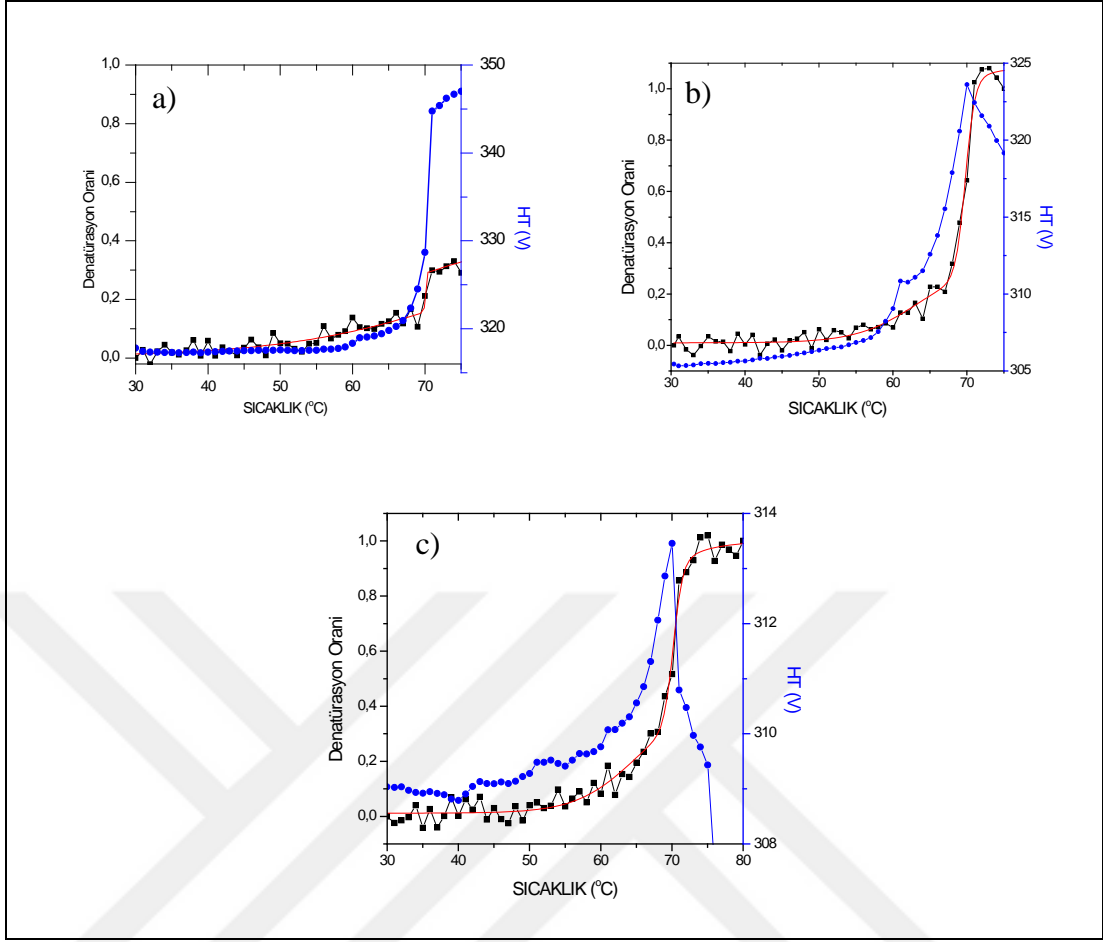 a)
1,0
0,8
0,6
0,4
0,2
0,0
Denatürasyon Orani
30 40 50 60 70
SICAKLIK (°C)
350
340
330
320
HT (V)
b)
1,0
0,8
0,6
0,4
0,2
0,0
Denatürasyon Orani
30 40 50 60 70
SICAKLIK (°C)
325
320
315
310
305
HT (V)
c)
1,0
0,8
0,6
0,4
0,2
0,0
Denatürasyon Orani
30 40 50 60 70 80
SICAKLIK (°C)
314
312
310
308
HT (V)